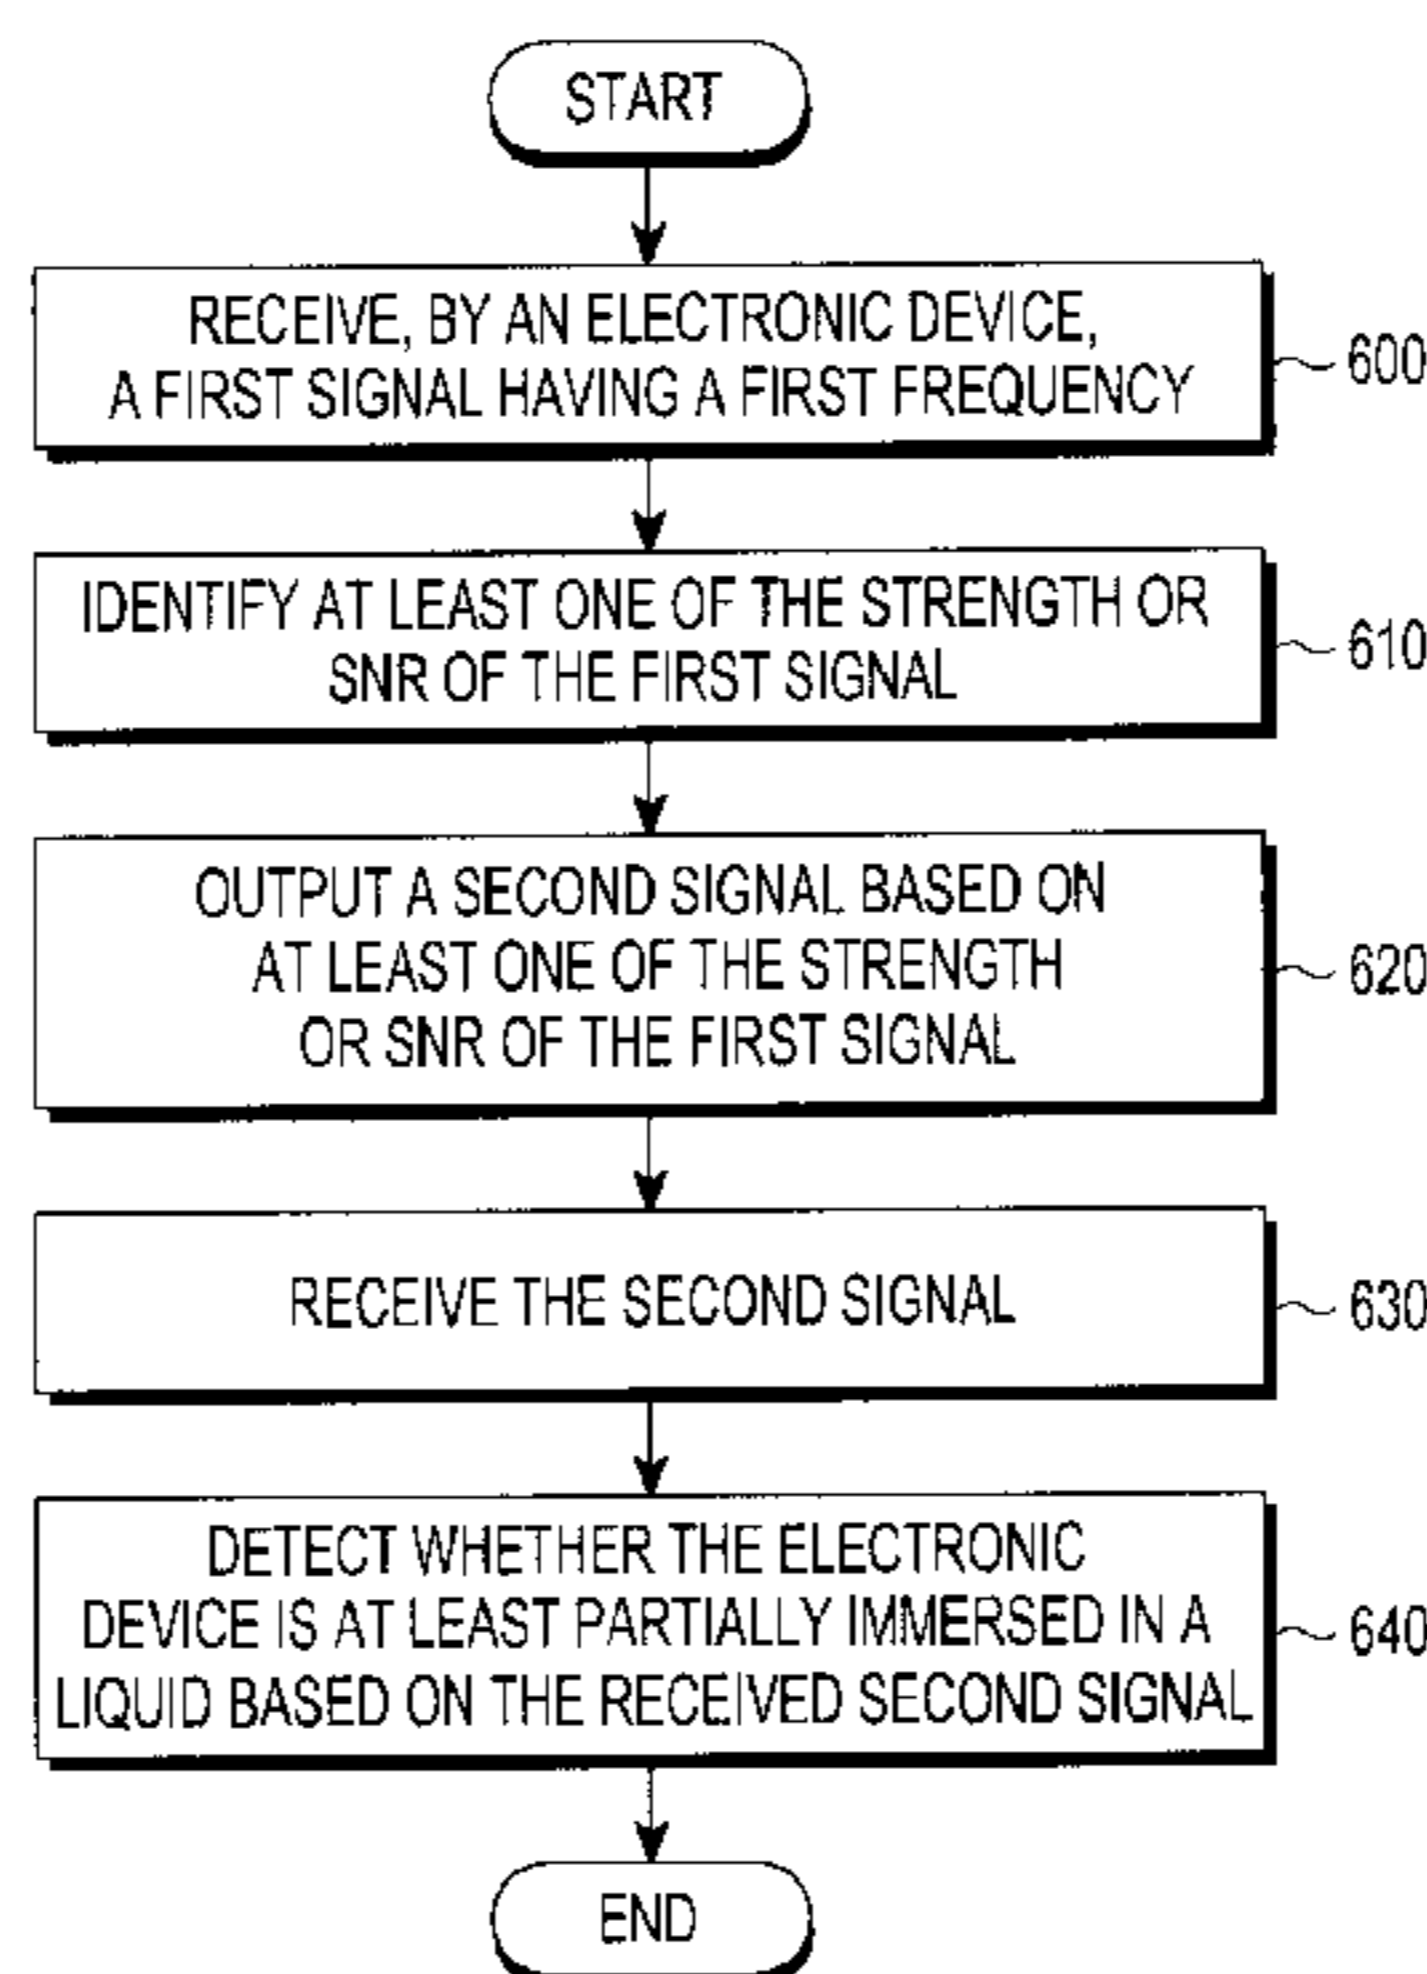 START
RECEIVE, BY AN ELECTRONIC DEVICE,
A FIRST SIGNAL HAVING A FIRST FREQUENCY
600
IDENTIFY AT LEAST ONE OF THE STRENGTH OR
SNR OF THE FIRST SIGNAL
610
OUTPUT A SECOND SIGNAL BASED ON
AT LEAST ONE OF THE STRENGTH
OR SNR OF THE FIRST SIGNAL
620
RECEIVE THE SECOND SIGNAL
630
DETECT WHETHER THE ELECTRONIC
DEVICE IS AT LEAST PARTIALLY IMMERSED IN A
LIQUID BASED ON THE RECEIVED SECOND SIGNAL
640
END